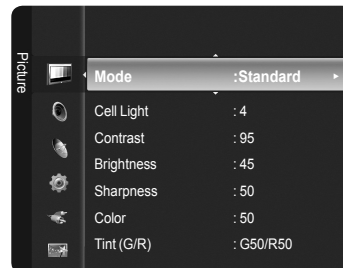 Picture
Mode :Standard
Cell Light : 4
Contrast : 95
Brightness : 45
Sharpness : 50
Color : 50
Tint (G/R) : G50/R50